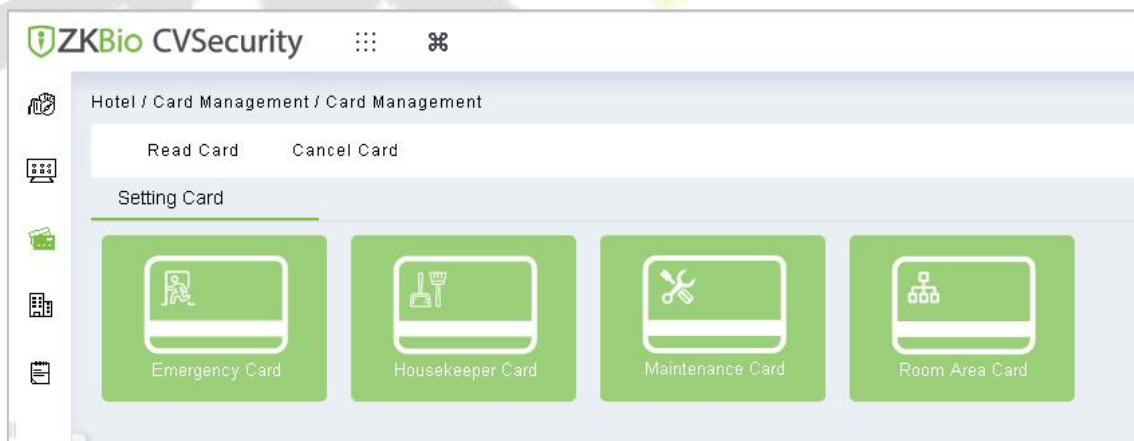 ZKBio CVSecurity
Hotel / Card Management / Card Management
Read Card Cancel Card
Setting Card
Emergency Card Housekeeper Card Maintenance Card Room Area Card